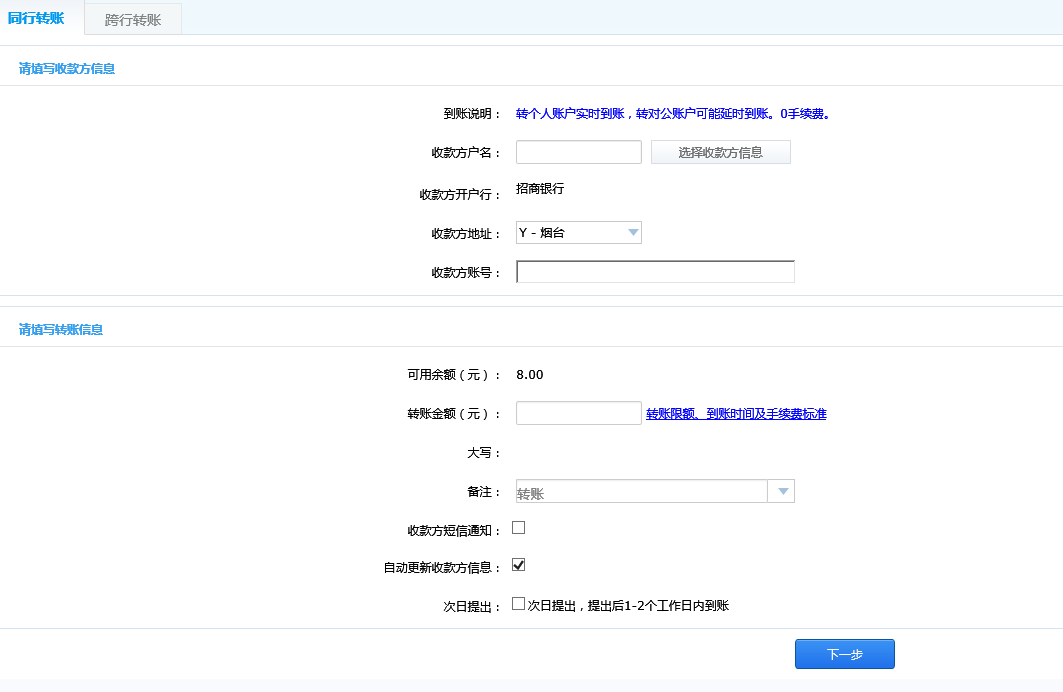 同行转账 跨行转账
请填写收款方信息
到账说明： 转个人账户实时到账，转对公账户可能延时到账。0手续费。
收款方户名： 选择收款方信息
收款方开户行： 招商银行
收款方地址： Y - 烟台
收款方账号：
请填写转账信息
可用余额（元）： 8.00
转账金额（元）： 转账限额、到账时间及手续费标准
大写：
备注： 转账
收款方短信通知：
自动更新收款方信息：
次日提出： 次日提出，提出后1-2个工作日内到账
下一步